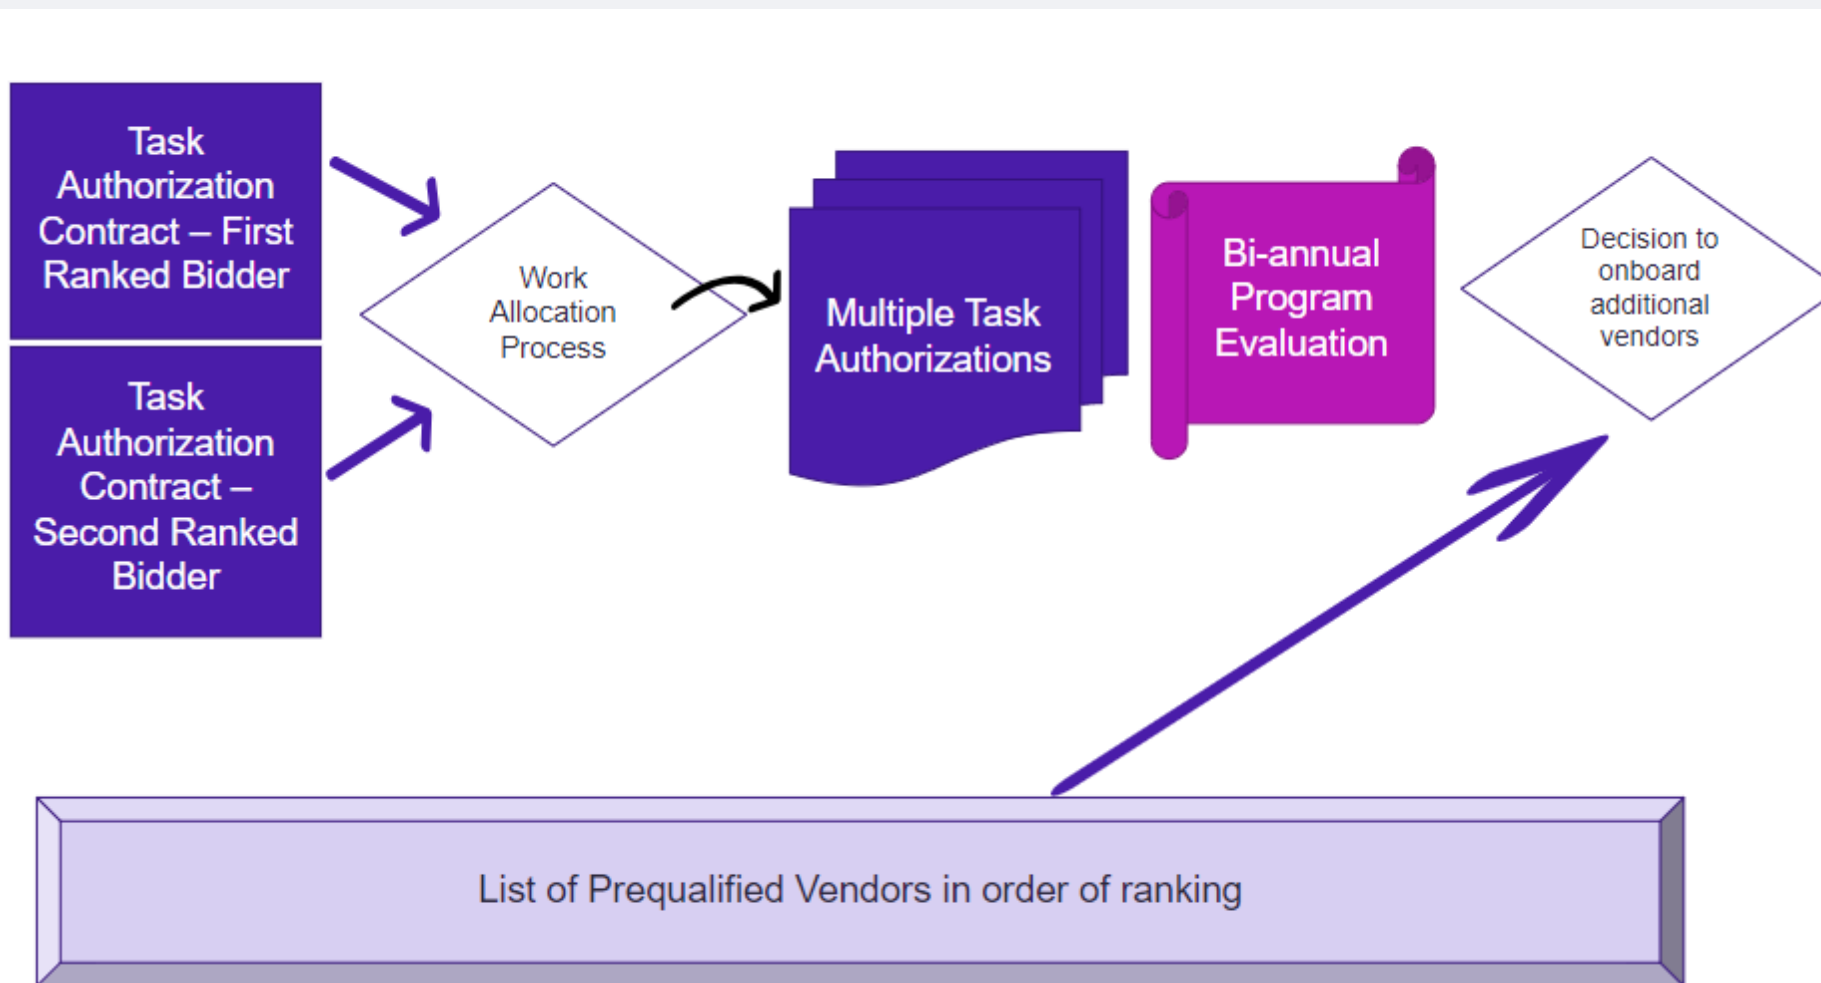 Task
Authorization
Contract – First
Ranked Bidder
Task
Authorization
Contract –
Second Ranked
Bidder
Work
Allocation
Process
Multiple Task
Authorizations
Bi-annual
Program
Evaluation
Decision to
onboard
additional
vendors
List of Prequalified Vendors in order of ranking